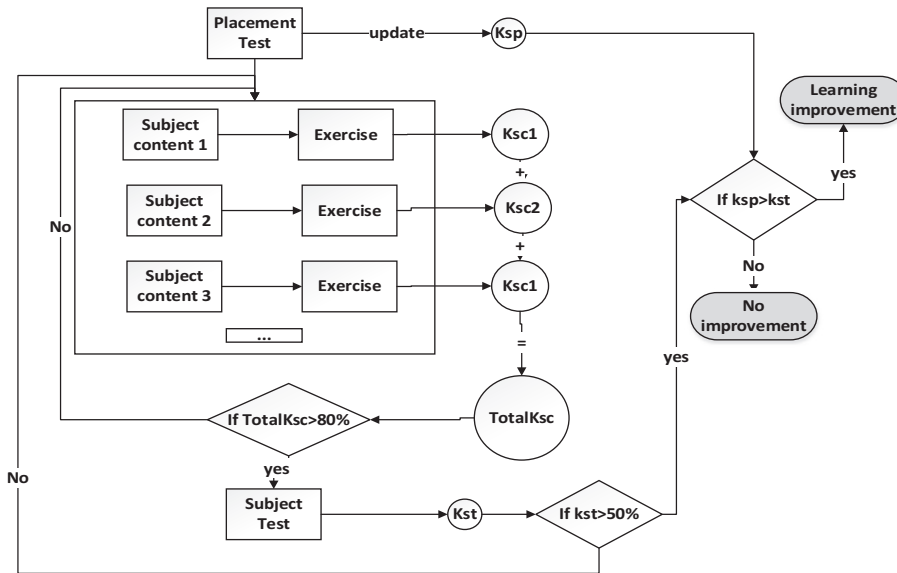 Placement
Test
update
Ksp
Learning
improvement
Subject
content 1
Exercise
Ksc1
+,
yes
If ksp>kst
Subject
content 2
Exercise
Ksc2
No
+
No
Subject
content 3
Exercise
Ksc1
No
improvement
...
=
yes
If TotalKsc>80%
TotalKsc
yes
No
Subject
Test
Kst
If kst>50%